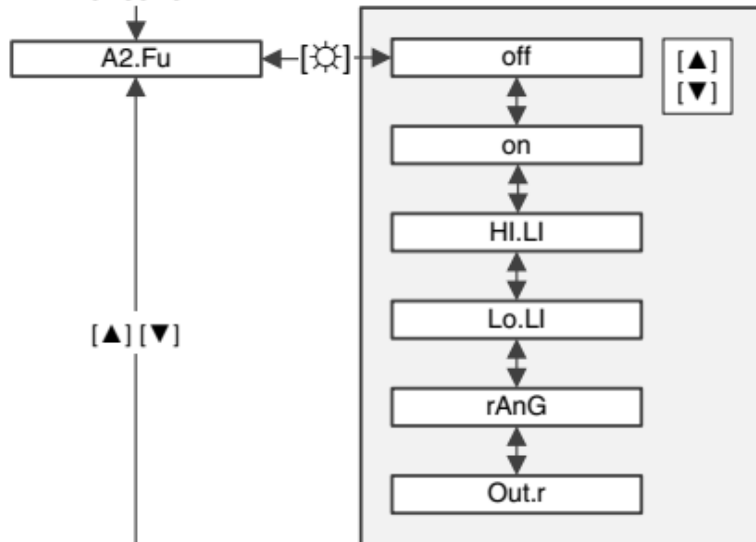 A2.Fu
[☼]
off
[▲]
[▼]
on
HI.LI
Lo.LI
[▲] [▼]
rAnG
Out.r